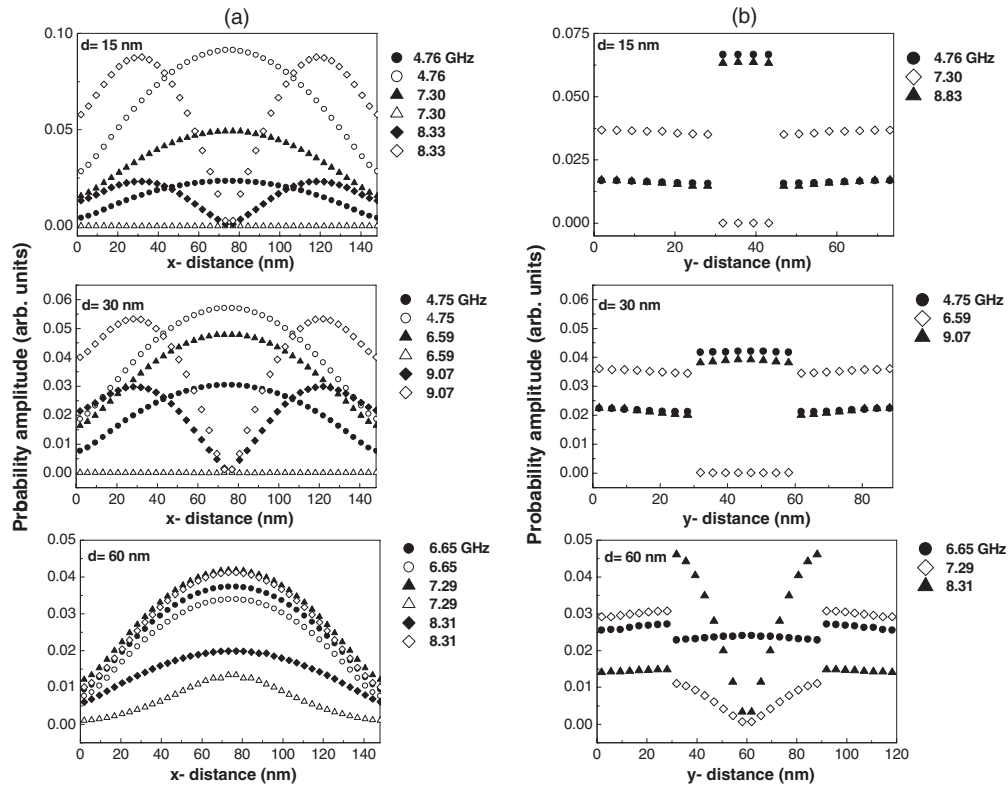 (a)
(b)
Prbability amplitude (arb. units)
d= 15 nm
0.10
0.05
0.00
0 20 40 60 80 100 120 140
x- distance (nm)
4.76 GHz
4.76
7.30
7.30
8.33
8.33
d= 30 nm
0.06
0.05
0.04
0.03
0.02
0.01
0.00
0 20 40 60 80 100 120 140
x- distance (nm)
4.75 GHz
4.75
6.59
6.59
9.07
9.07
d= 60 nm
0.05
0.04
0.03
0.02
0.01
0.00
0 20 40 60 80 100 120 140
x- distance (nm)
6.65 GHz
6.65
7.29
7.29
8.31
8.31
Probability amplitude (arb. units)
d= 15 nm
0.075
0.050
0.025
0.000
0 20 40 60
y- distance (nm)
4.76 GHz
7.30
8.83
d= 30 nm
0.06
0.05
0.04
0.03
0.02
0.01
0.00
0 20 40 60 80
y- distance (nm)
4.75 GHz
6.59
9.07
d= 60 nm
0.05
0.04
0.03
0.02
0.01
0.00
0 20 40 60 80 100 120
y- distance (nm)
6.65 GHz
7.29
8.31